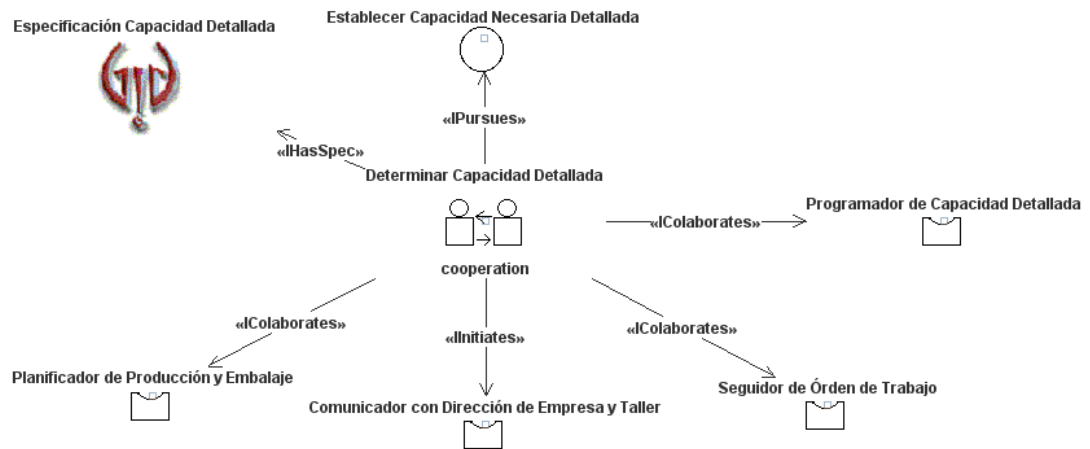 Establecer Capacidad Necesaria Detallada
Especificación Capacidad Detallada
«IPursues»
«IHasSpec»
Determinar Capacidad Detallada
Programador de Capacidad Detallada
«IColaborates»
cooperation
«IColaborates»
«IInitiates»
«IColaborates»
Planificador de Producción y Embalaje
Seguidor de Órden de Trabajo
Comunicador con Dirección de Empresa y Taller